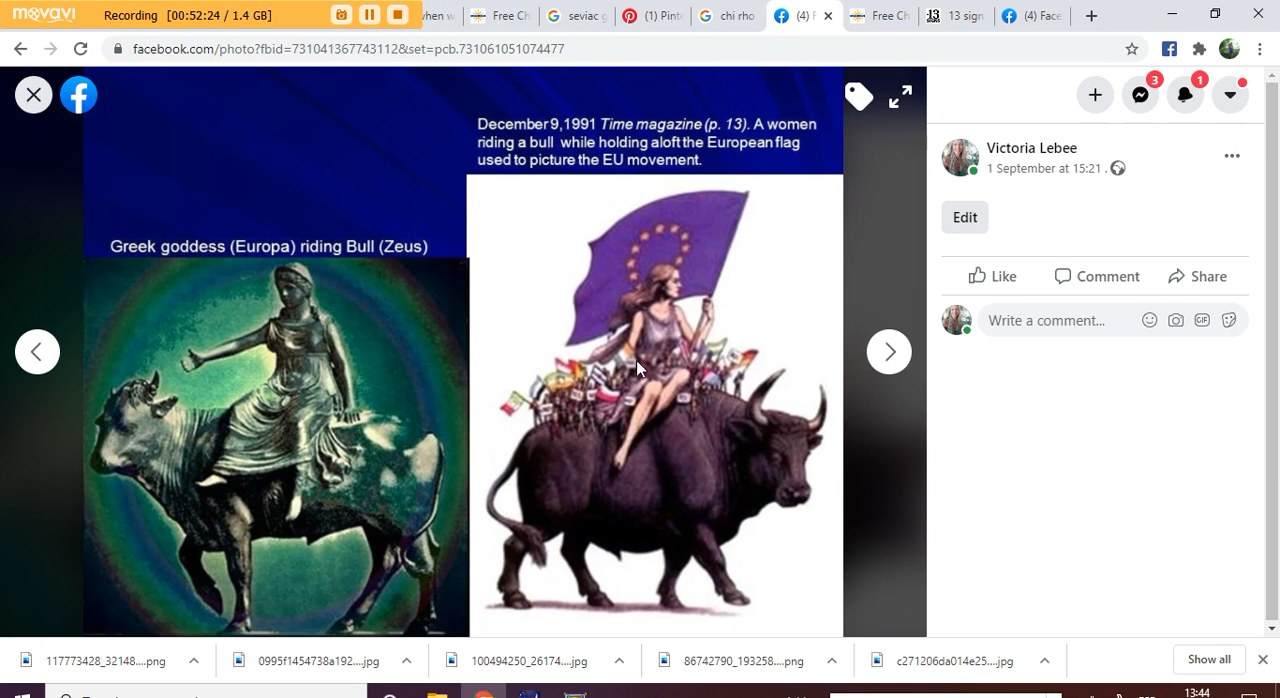 movavi Recording [00:52:24 / 1.4 GB]
Free Ch
(1) Pint
chi rho
(4) F
Free Ch
13 sign
(4) Face
facebook.com/photo?fbid=731041367743112&set=pcb.731061051074477
December 9,1991 Time magazine (p. 13). A women
riding a bull while holding aloft the European flag
used to picture the EU movement.
Greek goddess (Europa) riding Bull (Zeus)
3
1
Victoria Lebee
1 September at 15:21 .
Edit
Like Comment Share
Write a comment...
GIF
117773428_32148....png
0995f1454738a192....jpg
100494250_26174....jpg
86742790_193258....png
c271206da014e25....jpg
Show all
13:44